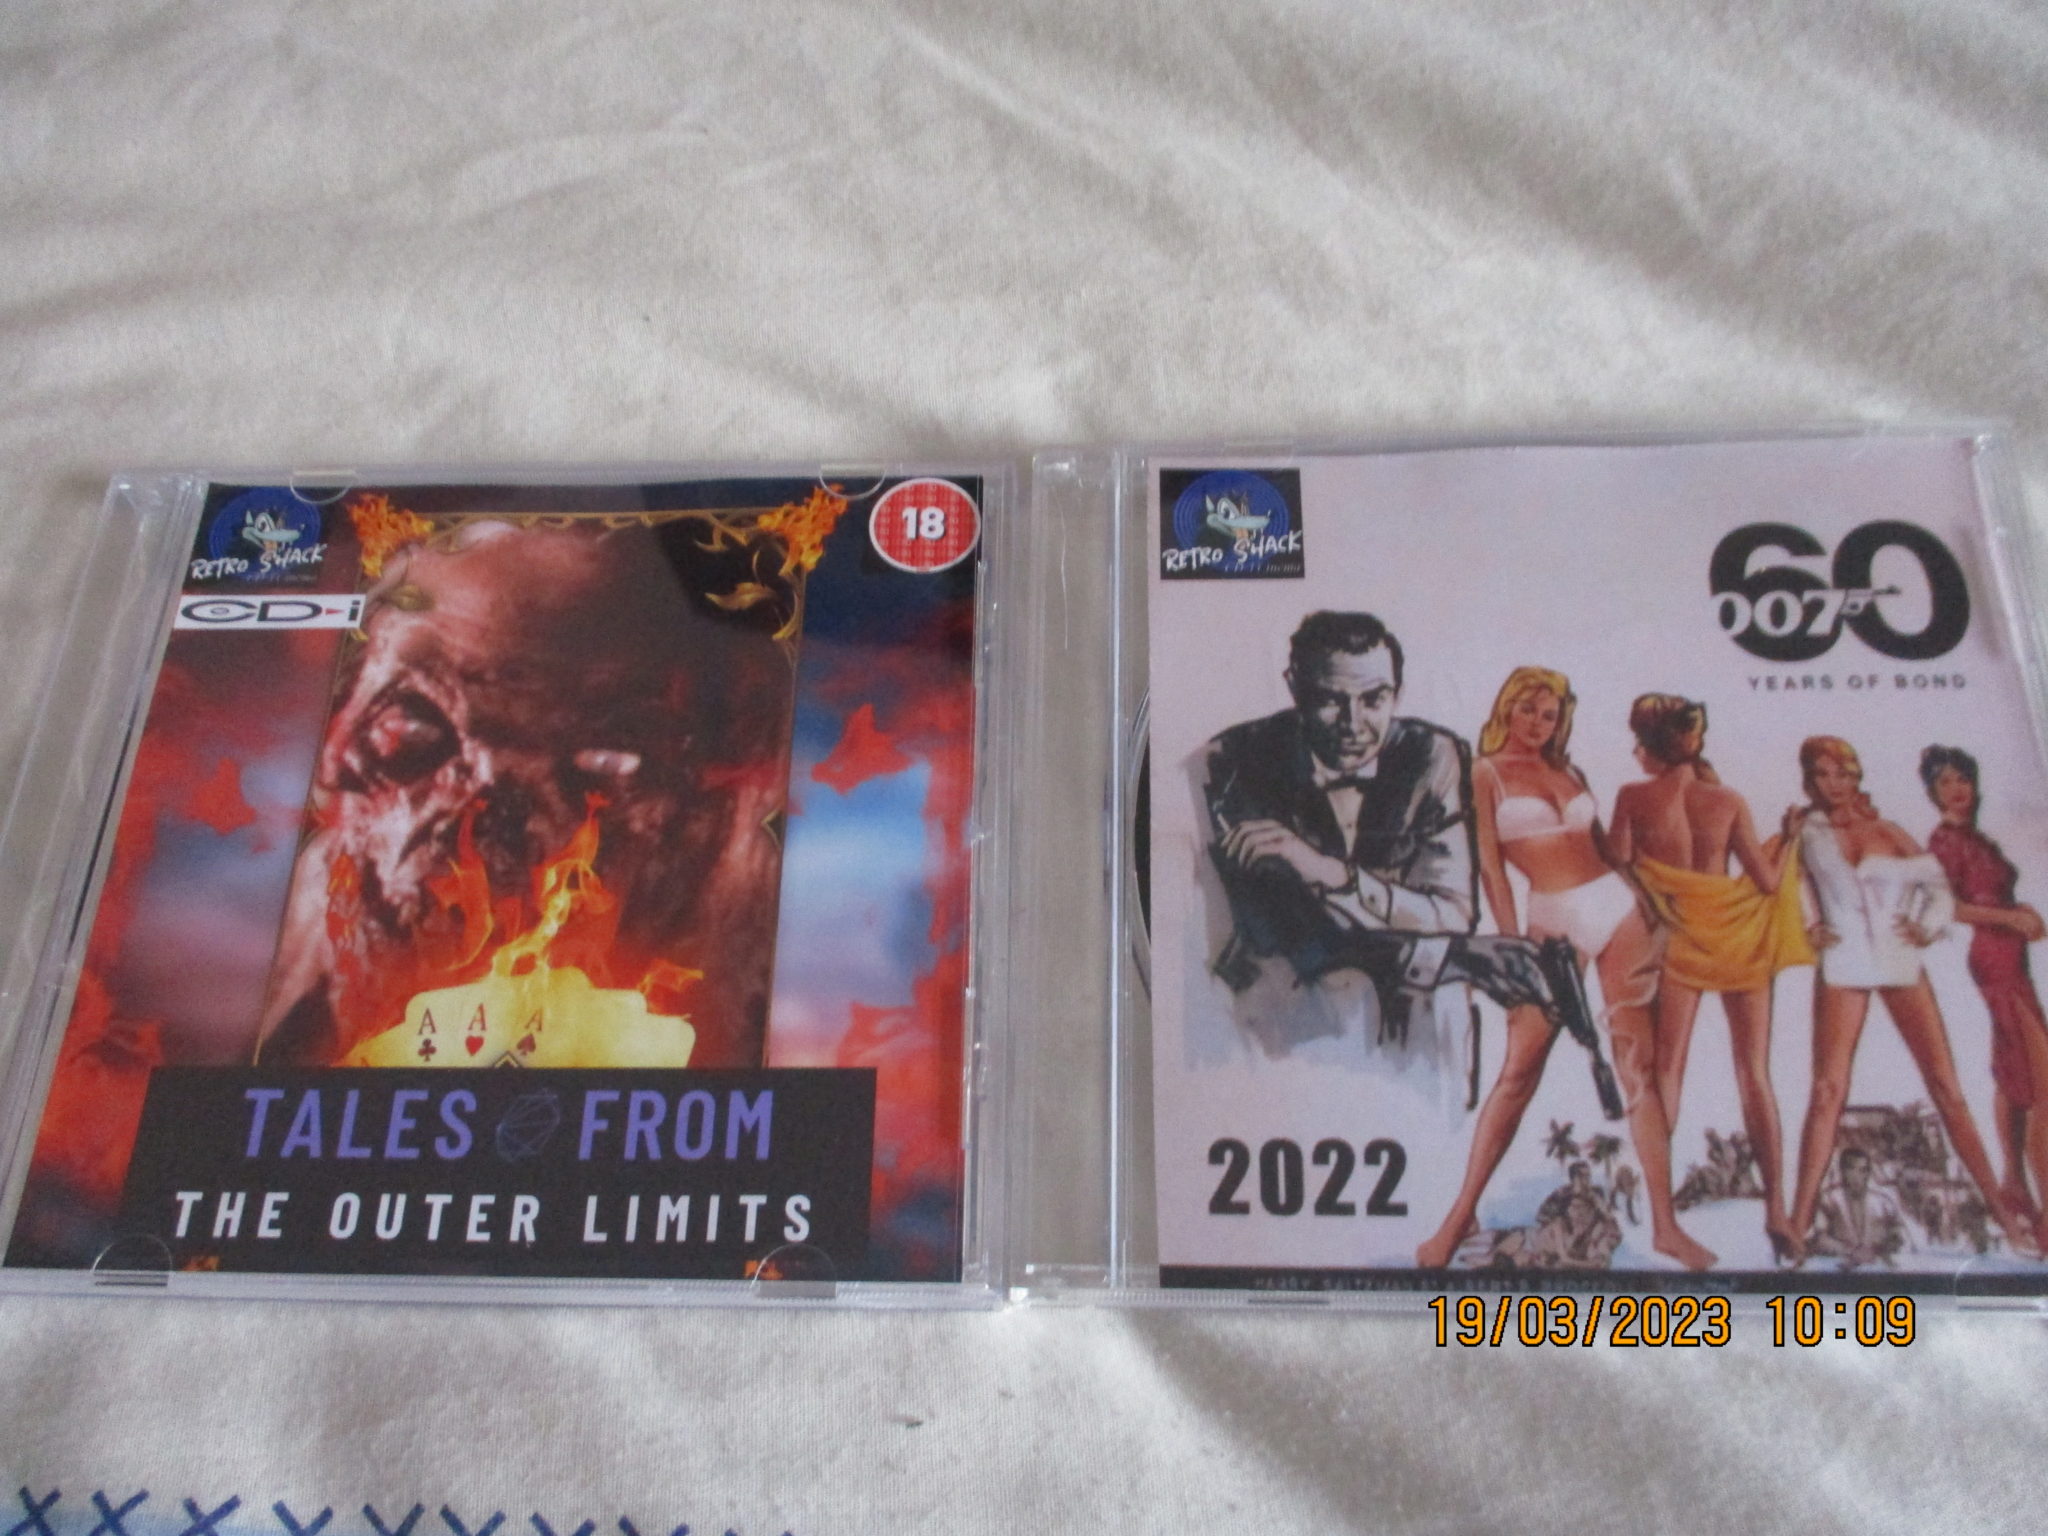 RETRO SHACK
CD-i
18
A A A
TALES FROM
THE OUTER LIMITS
RETRO SHACK
60
007
YEARS OF BOND
2022
19/03/2023 10:09